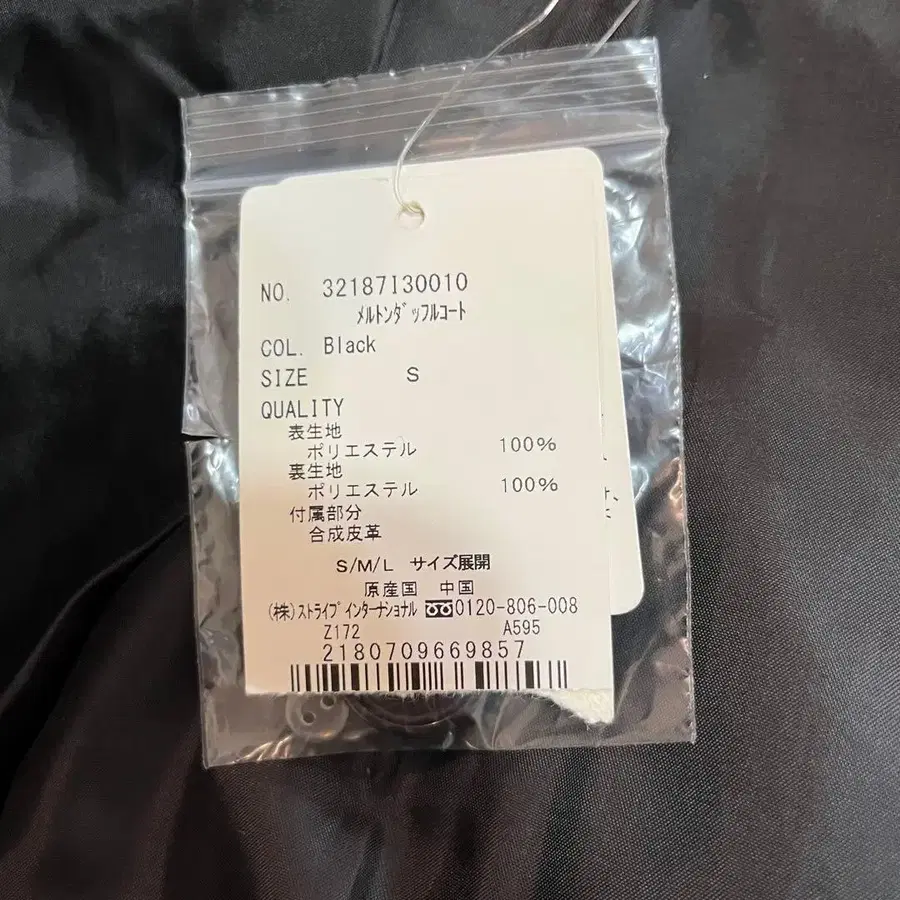 NO. 32187I30010
ﾒﾙﾄﾝﾀﾞｯﾌﾙｺｰﾄ
COL. Black
SIZE S
QUALITY
表生地
ポリエステル 100%
裏生地
ポリエステル 100%
付属部分
合成皮革
S/M/L サイズ展開
原産国 中国
(株)ｽﾄﾗｲﾌﾟｲﾝﾀｰﾅｼｮﾅﾙ 0120-806-008
Z172 A595
2180709669857